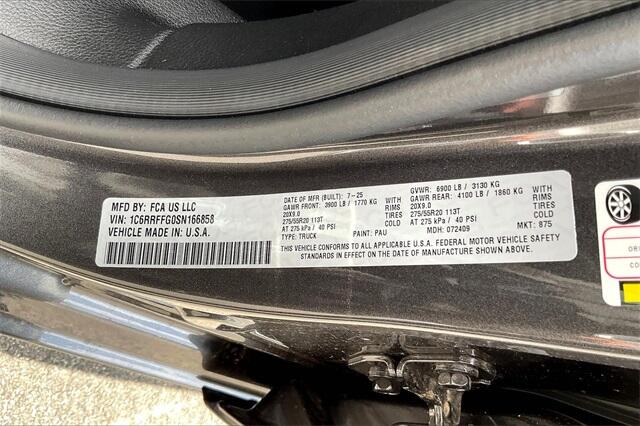 MFD BY: FCA US LLC
VIN: 1C6RRFFG0SN166858
VEHICLE MADE IN: U.S.A.
DATE OF MFR (BUILT): 7-25 GVWR: 6900 LB / 3130 KG
GAWR FRONT: 3900 LB / 1770 KG WITH GAWR REAR: 4100 LB / 1860 KG WITH
20X9.0 RIMS 20X9.0 RIMS
275/55R20 113T TIRES 275/55R20 113T TIRES
AT 275 kPa / 40 PSI COLD AT 275 kPa / 40 PSI COLD
TYPE: TRUCK PAINT: PAU MDH: 072409 MKT: 875
THIS VEHICLE CONFORMS TO ALL APPLICABLE U.S.A. FEDERAL MOTOR VEHICLE SAFETY
STANDARDS IN EFFECT ON THE DATE OF MANUFACTURE SHOWN ABOVE.